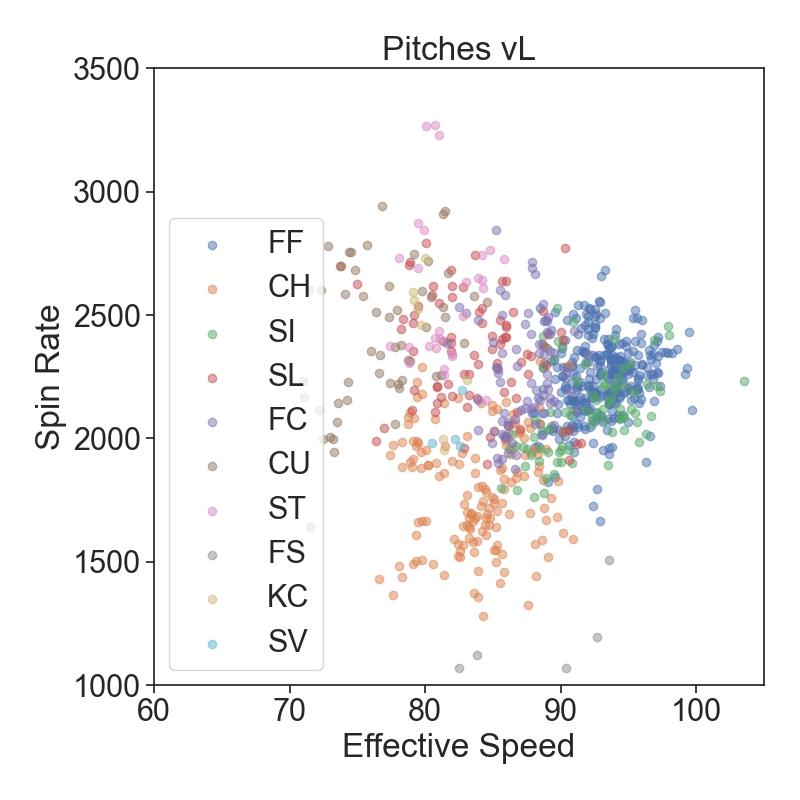 Pitches vL
3500
3000
2500
2000
1500
1000
Spin Rate
FF
CH
SI
SL
FC
CU
ST
FS
KC
SV
60 70 80 90 100
Effective Speed